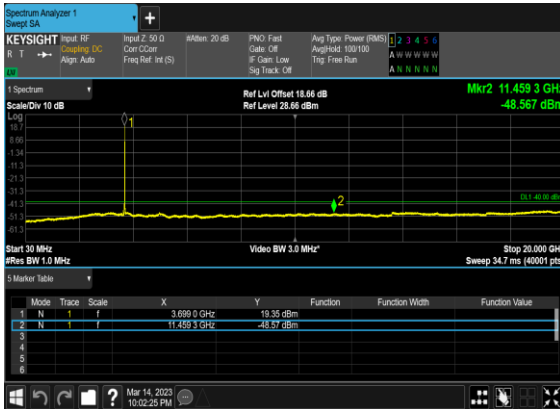 Spectrum Analyzer 1
Swept SA
+
KEYSIGHT Input: RF Input Z: 50 Ω #Atten: 20 dB PNO: Fast Avg Type: Power (RMS) 1 2 3 4 5 6
R T Coupling: DC Corr CCorr Gate: Off Avg|Hold: 100/100 A W W W W W
Align: Auto Freq Ref: Int (S) IF Gain: Low Trig: Free Run
LXI Sig Track: Off A N N N N N
1 Spectrum Ref Lvl Offset 18.66 dB Mkr2 11.459 3 GHz
Scale/Div 10 dB Ref Level 28.66 dBm -48.567 dBm
Log
1
18.7
8.66
-1.34
-11.3
-21.3
-31.3
DL1 -40.00 dBm
2
-41.3
-51.3
-61.3
Start 30 MHz Video BW 3.0 MHz* Stop 20.000 GHz
#Res BW 1.0 MHz Sweep 34.7 ms (40001 pts)
5 Marker Table
Mode Trace Scale X Y Function Function Width Function Value
1 N 1 f 3.699 0 GHz 19.35 dBm
2 N 1 f 11.459 3 GHz -48.57 dBm
3
4
5
6
? Mar 14, 2023
10:02:25 PM